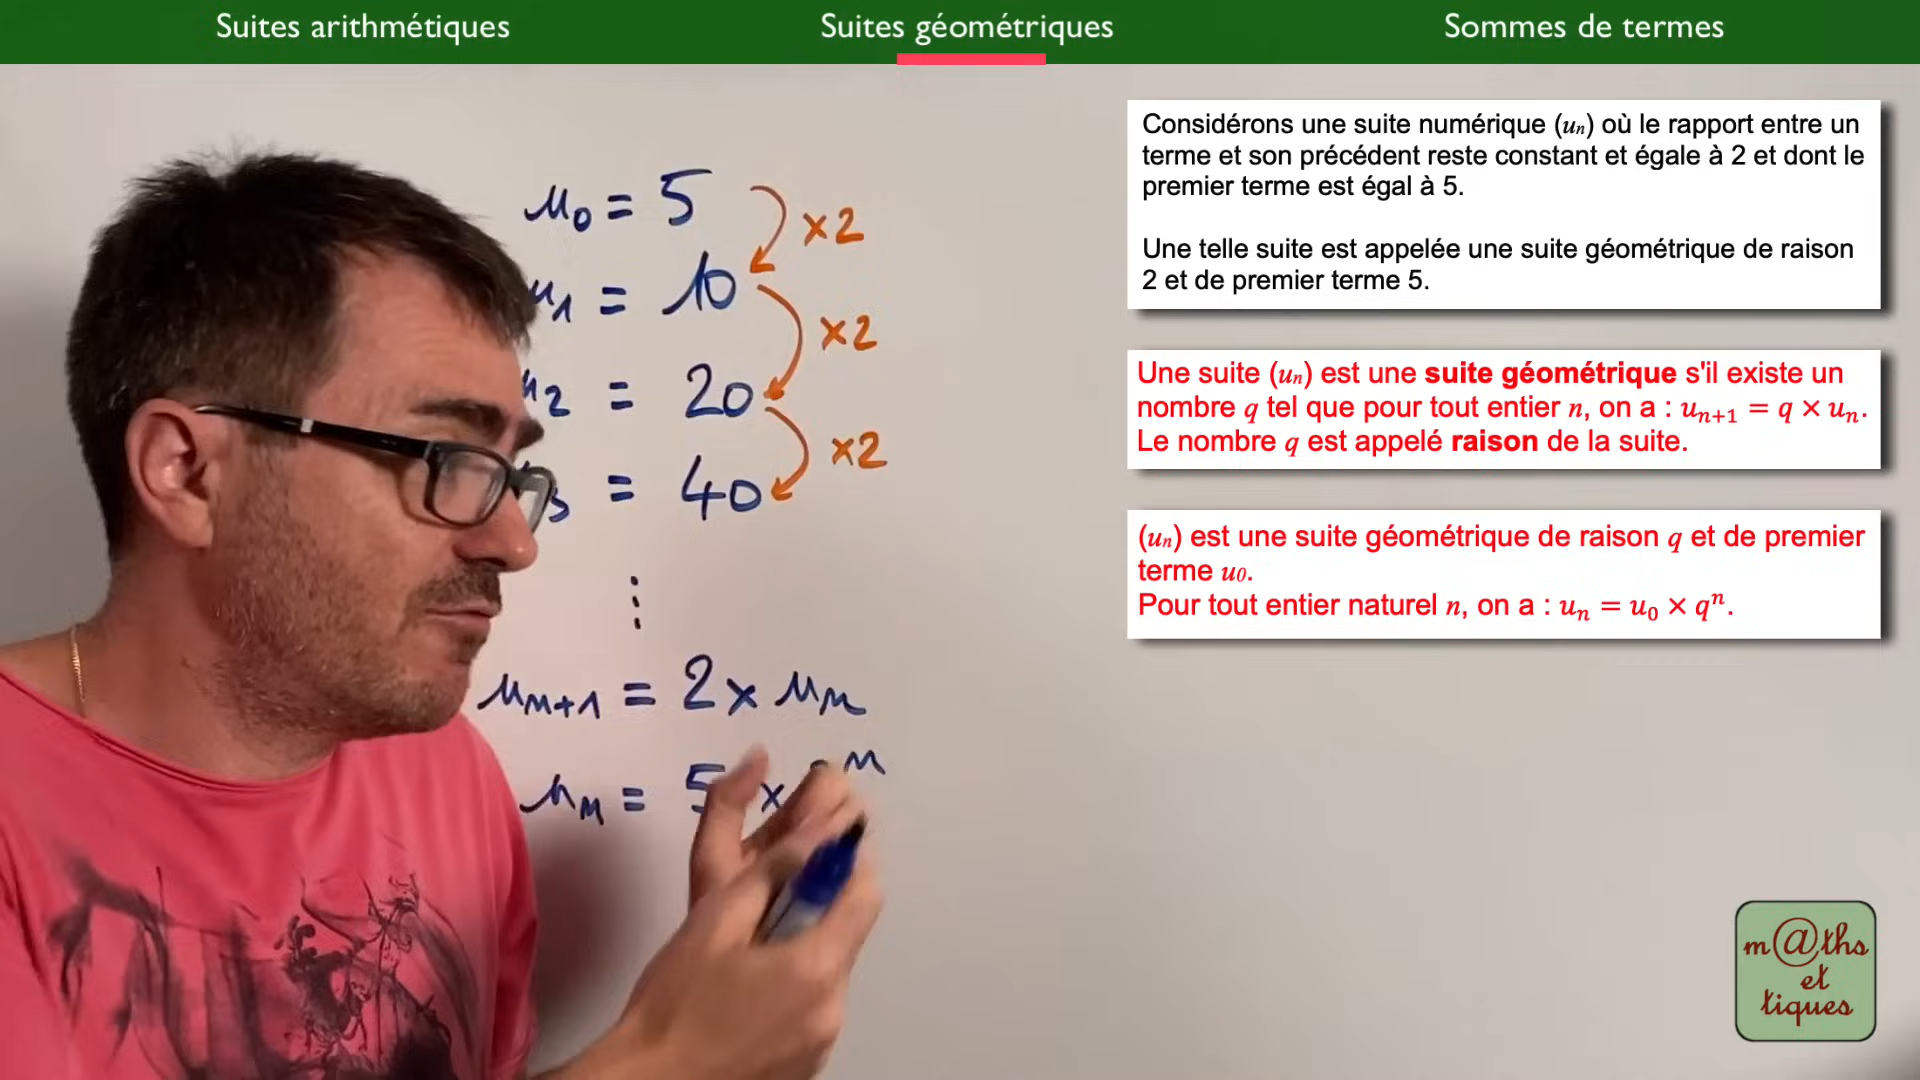 Suites arithmétiques
Suites géométriques
Sommes de termes
u₀ = 5
×2
u₁ = 10
×2
u₂ = 20
×2
₃ = 40
⋮
uₙ₊₁ = 2 × uₙ
uₙ = 5 × ⁿ
Considérons une suite numérique (uₙ) où le rapport entre un
terme et son précédent reste constant et égale à 2 et dont le
premier terme est égal à 5.
Une telle suite est appelée une suite géométrique de raison
2 et de premier terme 5.
Une suite (uₙ) est une suite géométrique s'il existe un
nombre q tel que pour tout entier n, on a : uₙ₊₁ = q × uₙ.
Le nombre q est appelé raison de la suite.
(uₙ) est une suite géométrique de raison q et de premier
terme u₀.
Pour tout entier naturel n, on a : uₙ = u₀ × qⁿ.
m@ths
et
tiques